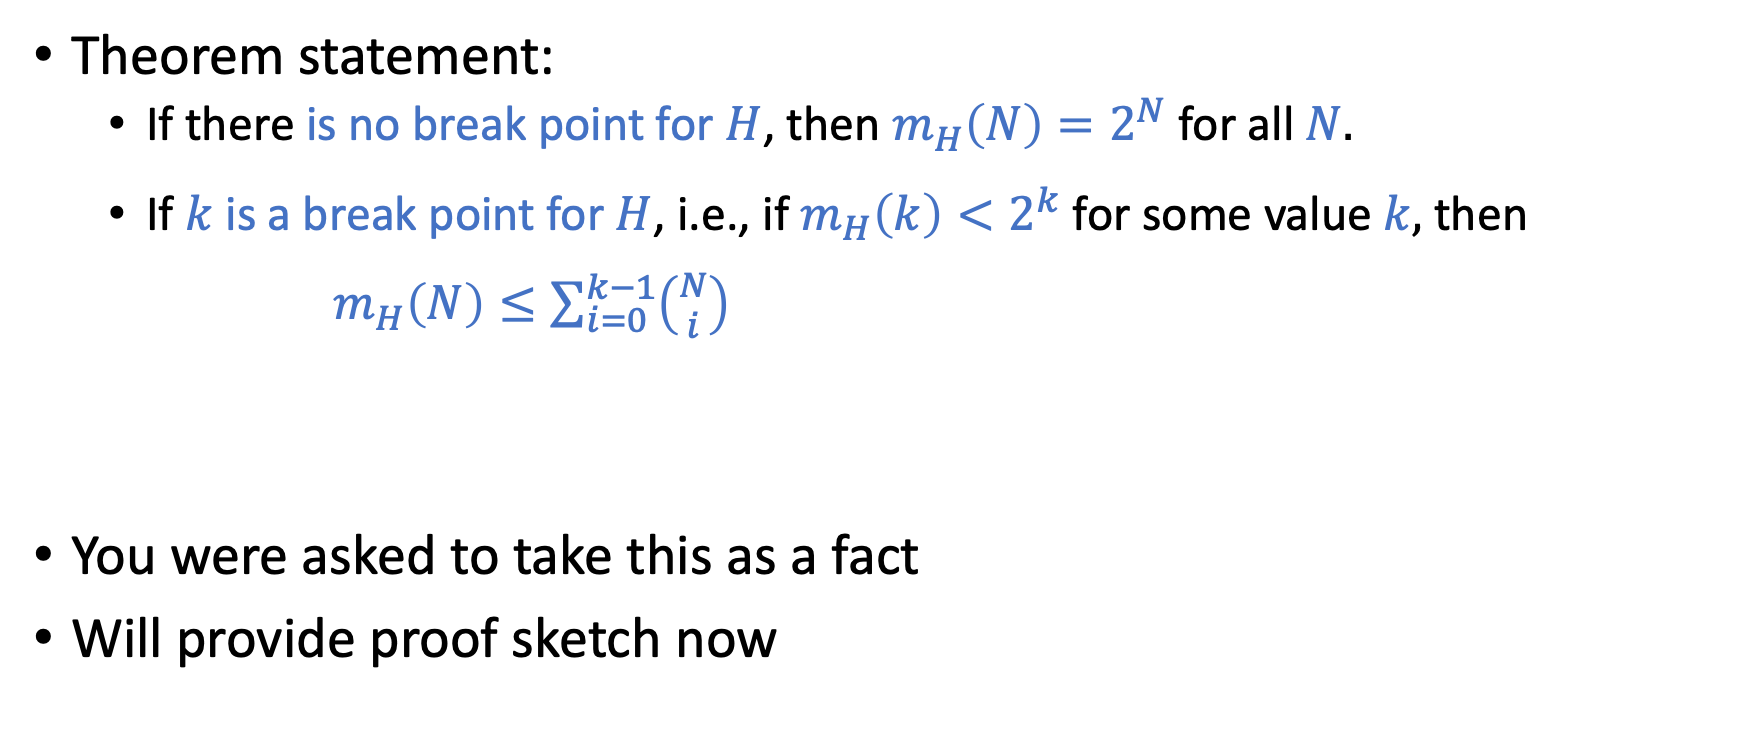 • Theorem statement:
• If there is no break point for H, then m_H(N) = 2^N for all N.
• If k is a break point for H, i.e., if m_H(k) < 2^k for some value k, then
m_H(N) ≤ ∑_{i=0}^{k−1} (N i)
• You were asked to take this as a fact
• Will provide proof sketch now